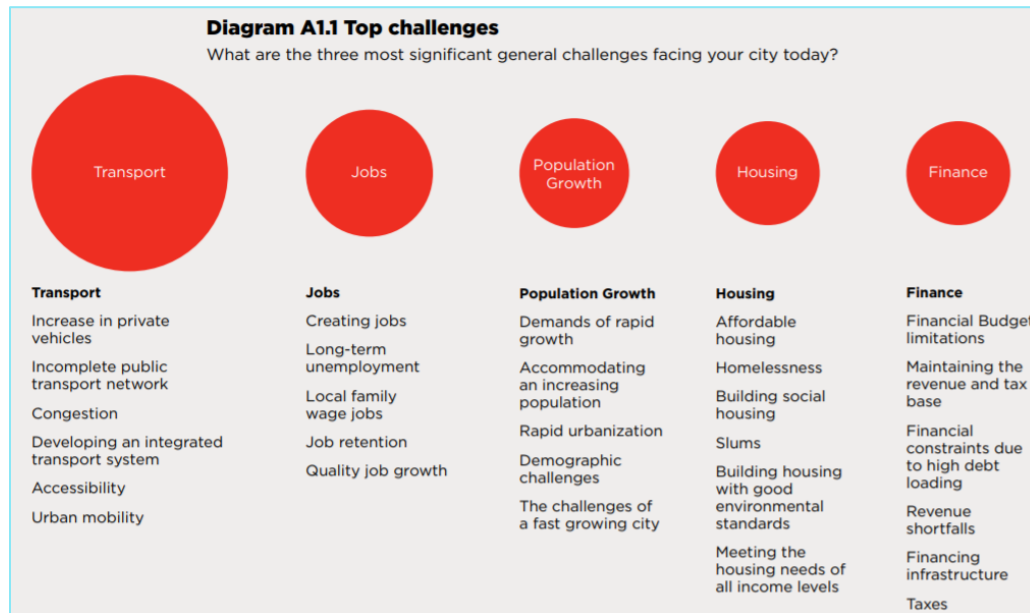 Diagram A1.1 Top challenges
What are the three most significant general challenges facing your city today?
Transport
Jobs
Population
Growth
Housing
Finance
Transport
Increase in private
vehicles
Incomplete public
transport network
Congestion
Developing an integrated
transport system
Accessibility
Urban mobility
Jobs
Creating jobs
Long-term
unemployment
Local family
wage jobs
Job retention
Quality job growth
Population Growth
Demands of rapid
growth
Accommodating
an increasing
population
Rapid urbanization
Demographic
challenges
The challenges of
a fast growing city
Housing
Affordable
housing
Homelessness
Building social
housing
Slums
Building housing
with good
environmental
standards
Meeting the
housing needs of
all income levels
Finance
Financial Budget
limitations
Maintaining the
revenue and tax
base
Financial
constraints due
to high debt
loading
Revenue
shortfalls
Financing
infrastructure
Taxes